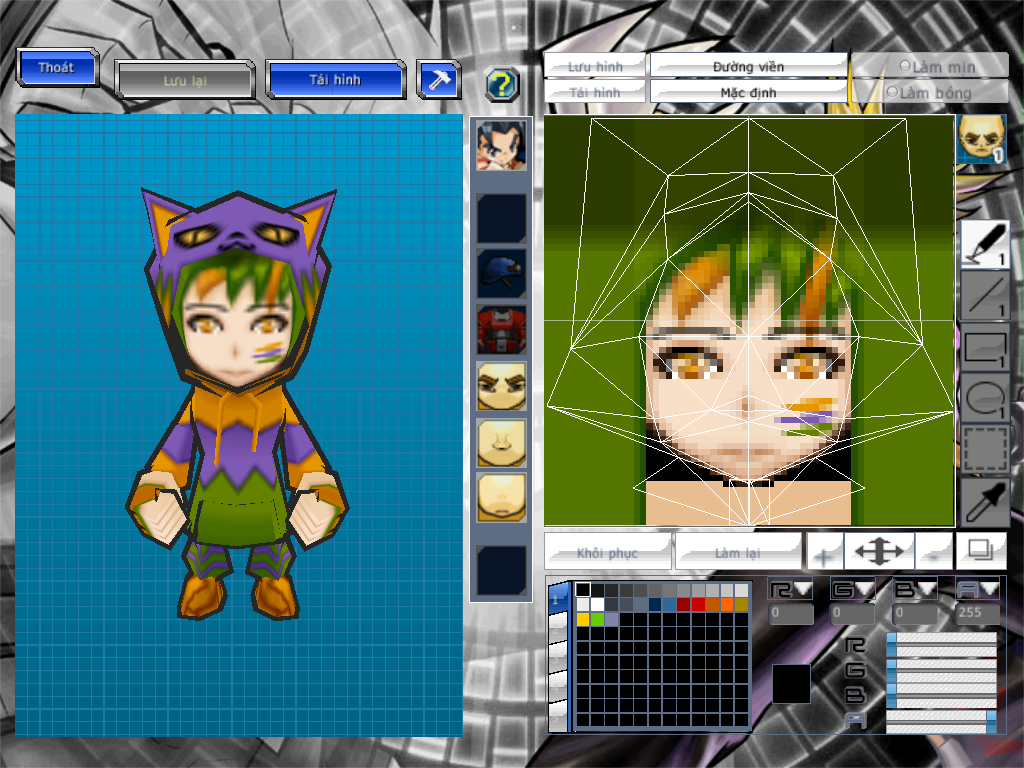 Thoát
Lưu lại
Tải hình
?
Lưu hình
Đường viền
Làm mịn
Tải hình
Mặc định
Làm bóng
1
1
1
1
1
Khôi phục
Làm lại
+
-
1
R
G
B
A
0
0
0
255
R
G
B
A